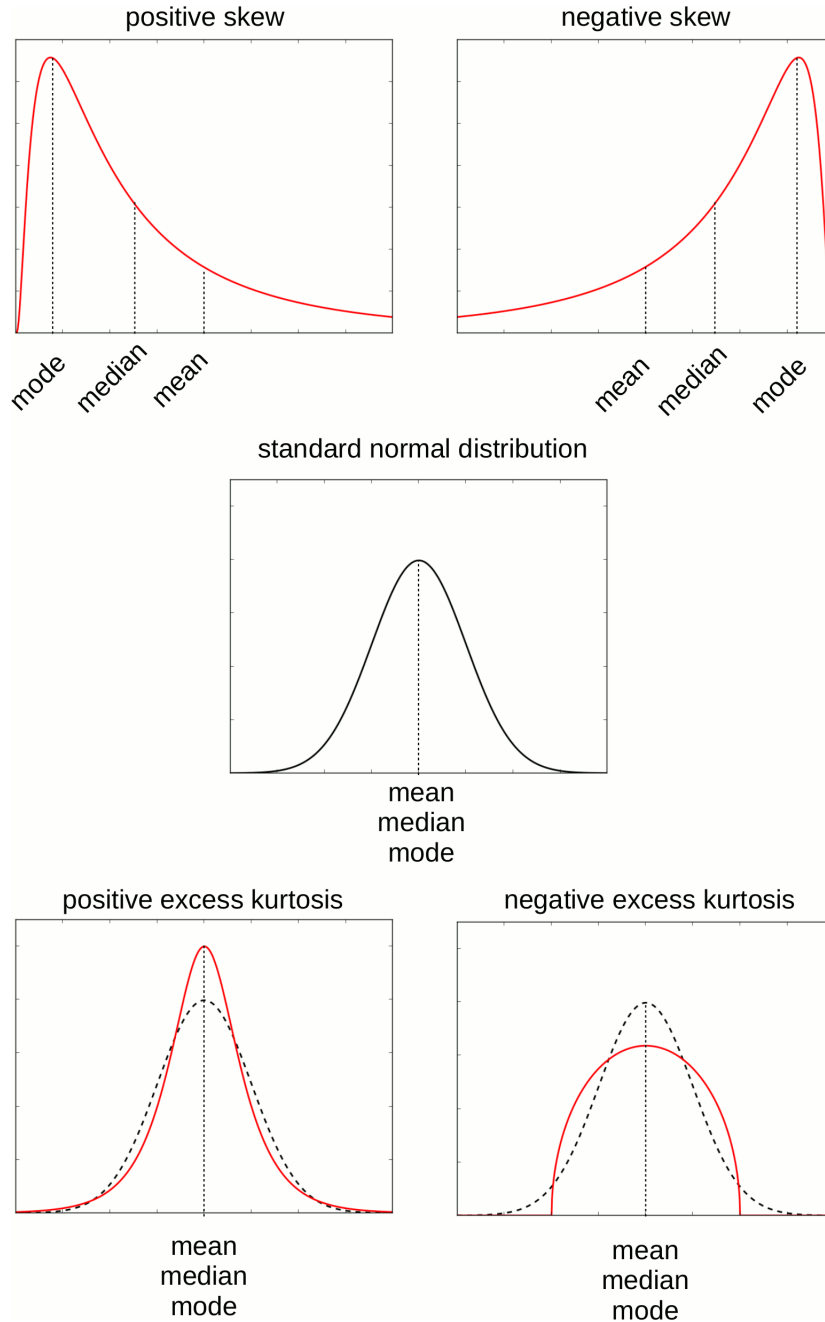 positive skew
negative skew
mode
median
mean
mean
median
mode
standard normal distribution
mean
median
mode
positive excess kurtosis
negative excess kurtosis
mean
median
mode
mean
median
mode